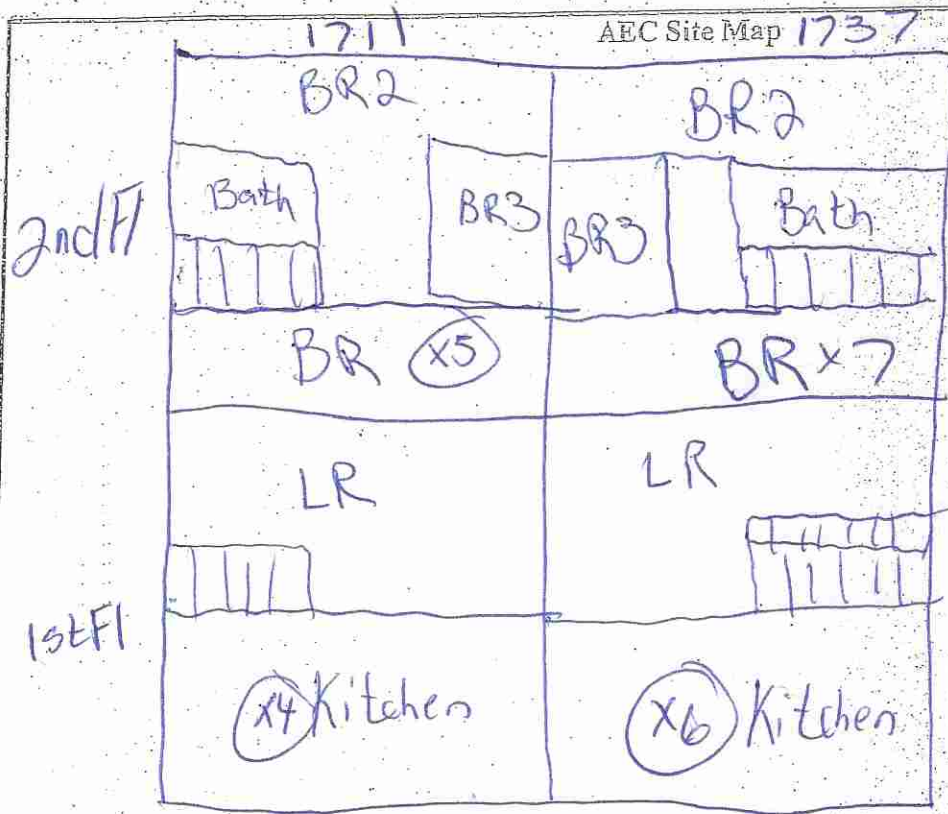 1711 AEC Site Map 1737
BR2 BR2
2nd Fl Bath BR3 BR3 Bath
BR X5 BR X7
LR LR
1st Fl
X4 Kitchen X6 Kitchen